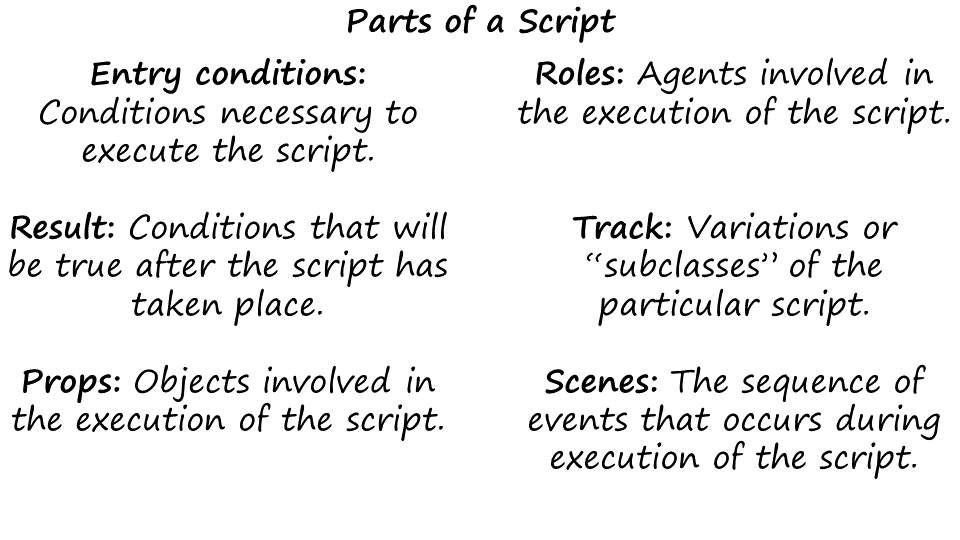 Parts of a Script
Entry conditions:
Conditions necessary to
execute the script.
Roles: Agents involved in
the execution of the script.
Result: Conditions that will
be true after the script has
taken place.
Track: Variations or
“subclasses” of the
particular script.
Props: Objects involved in
the execution of the script.
Scenes: The sequence of
events that occurs during
execution of the script.